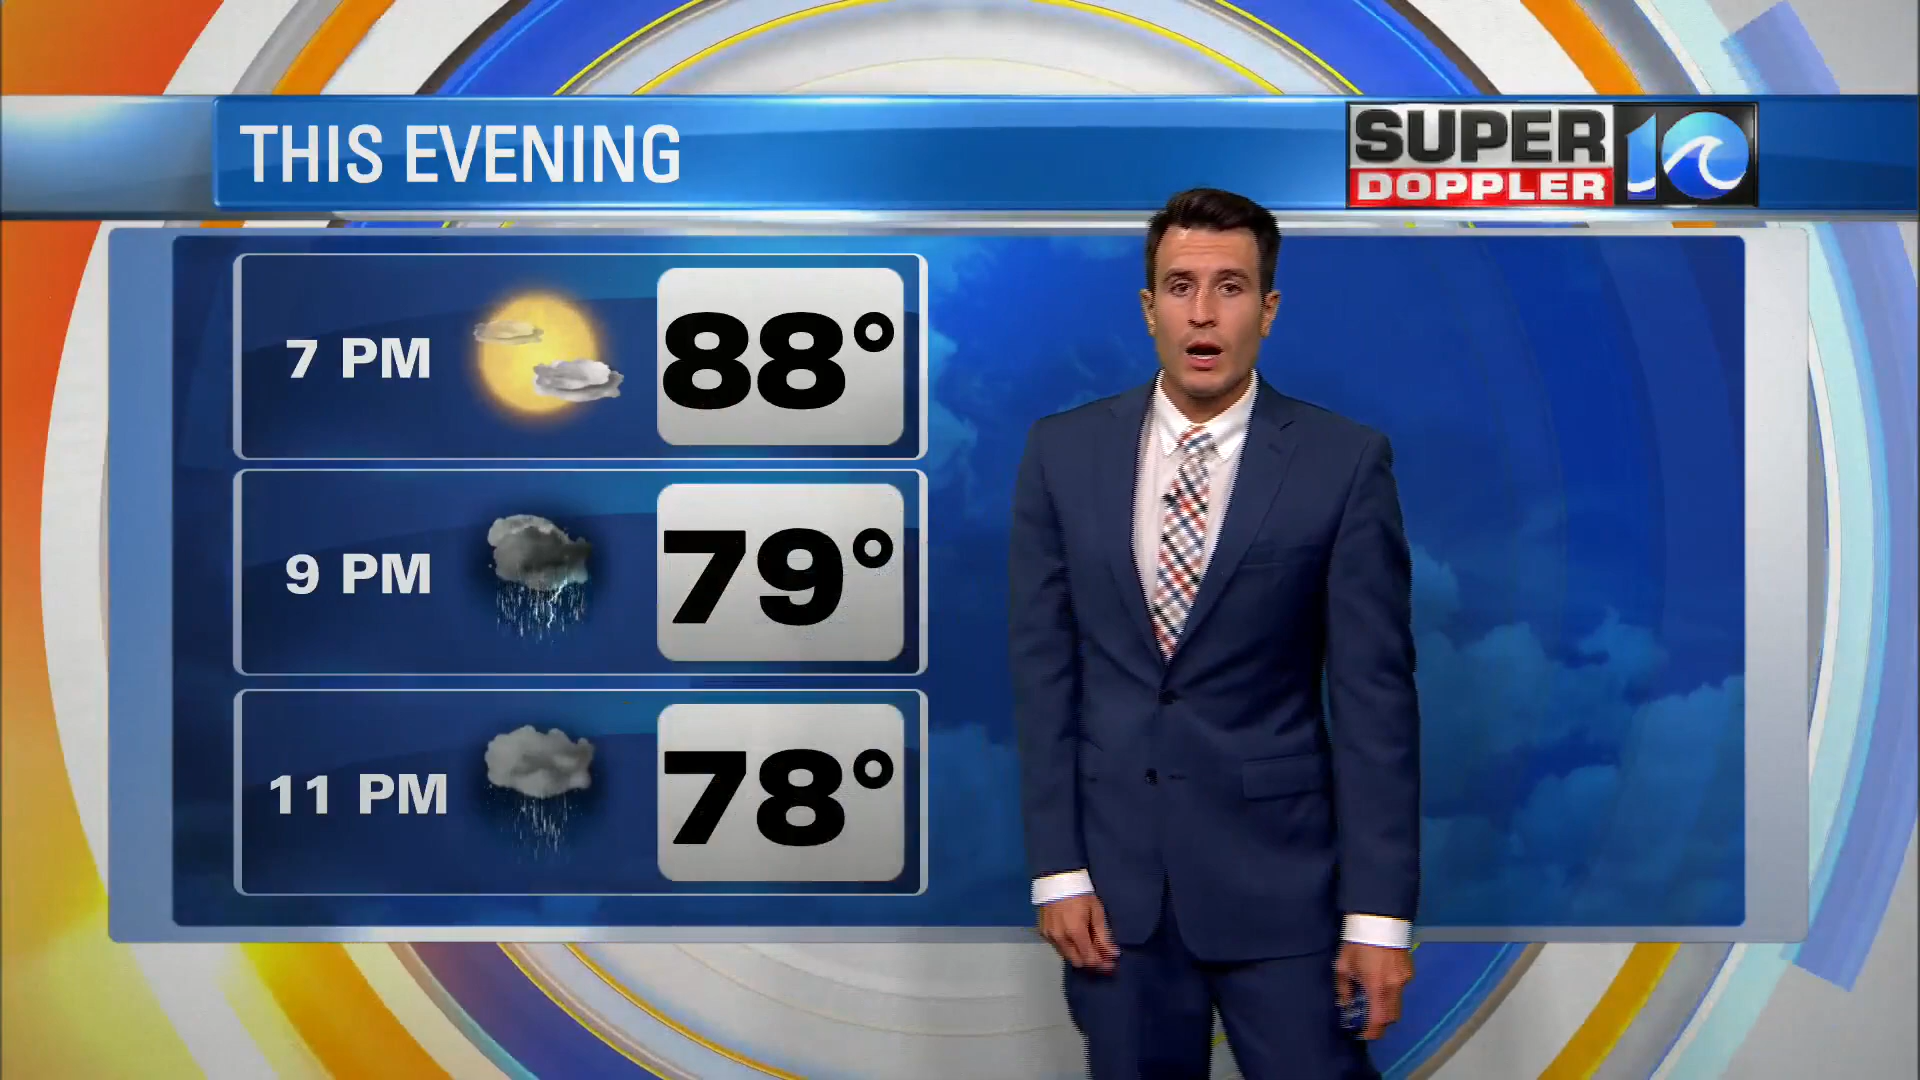 THIS EVENING
SUPER
DOPPLER 10
7 PM 88°
9 PM 79°
11 PM 78°